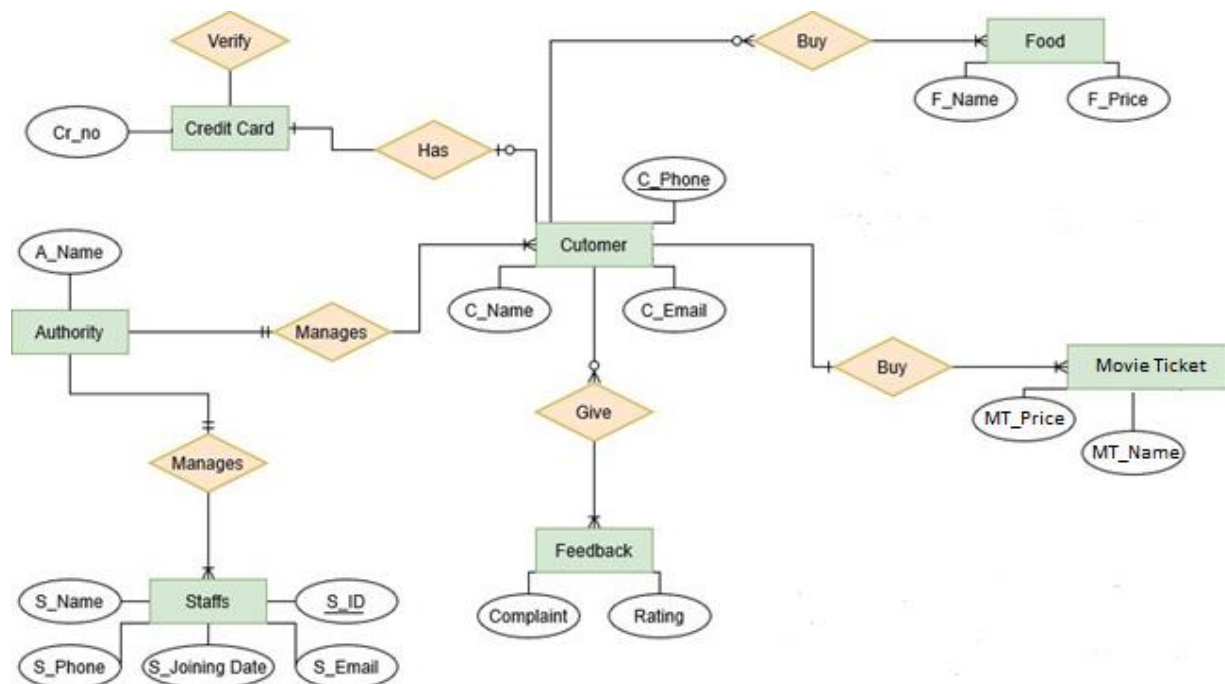 Verify
Buy
Food
F_Name
F_Price
Cr_no
Credit Card
Has
C_Phone
A_Name
Cutomer
C_Name
C_Email
Authority
Manages
Buy
Movie Ticket
MT_Price
MT_Name
Give
Manages
Feedback
Complaint
Rating
S_Name
Staffs
S_ID
S_Phone
S_Joining Date
S_Email